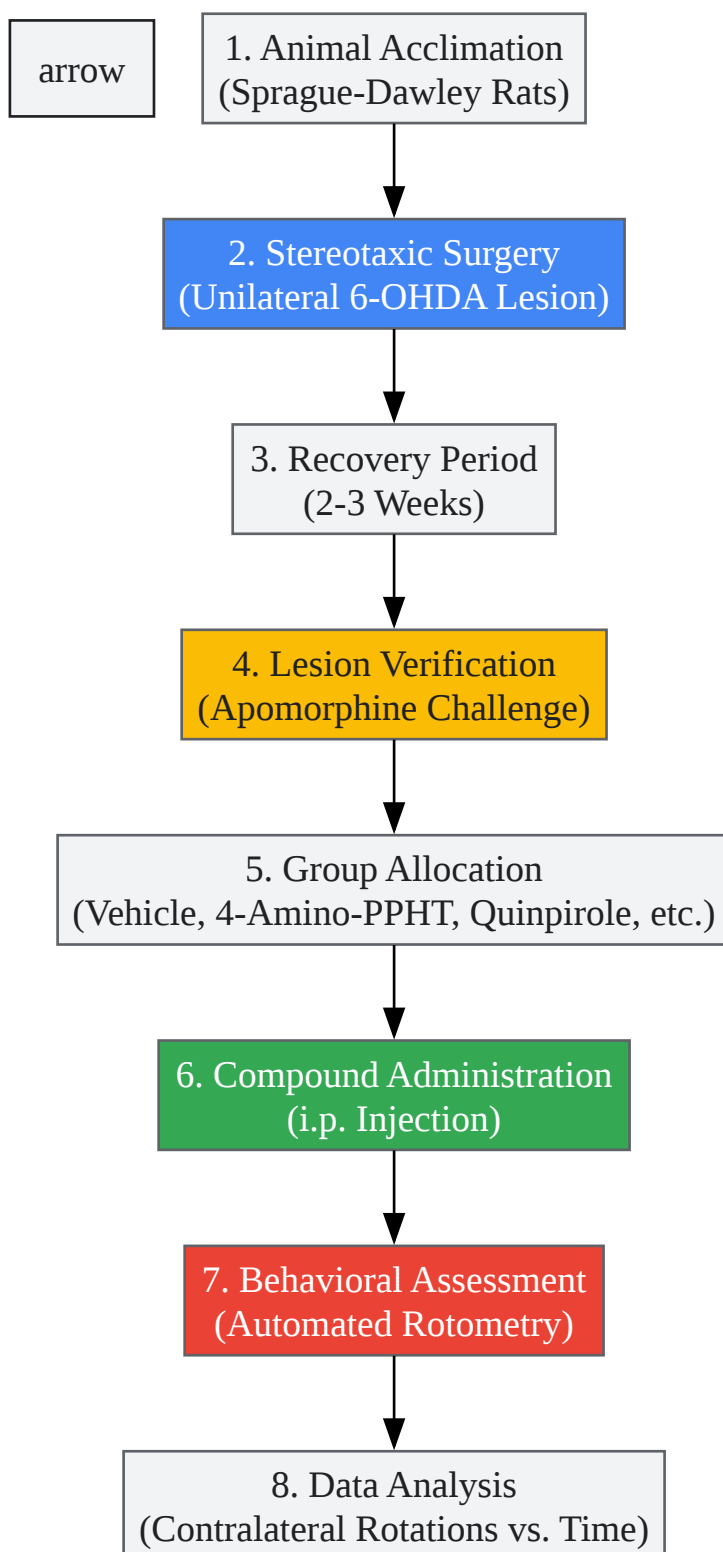 arrow
1. Animal Acclimation
(Sprague-Dawley Rats)
2. Stereotaxic Surgery
(Unilateral 6-OHDA Lesion)
3. Recovery Period
(2-3 Weeks)
4. Lesion Verification
(Apomorphine Challenge)
5. Group Allocation
(Vehicle, 4-Amino-PPHT, Quinpirole, etc.)
6. Compound Administration
(i.p. Injection)
7. Behavioral Assessment
(Automated Rotometry)
8. Data Analysis
(Contralateral Rotations vs. Time)